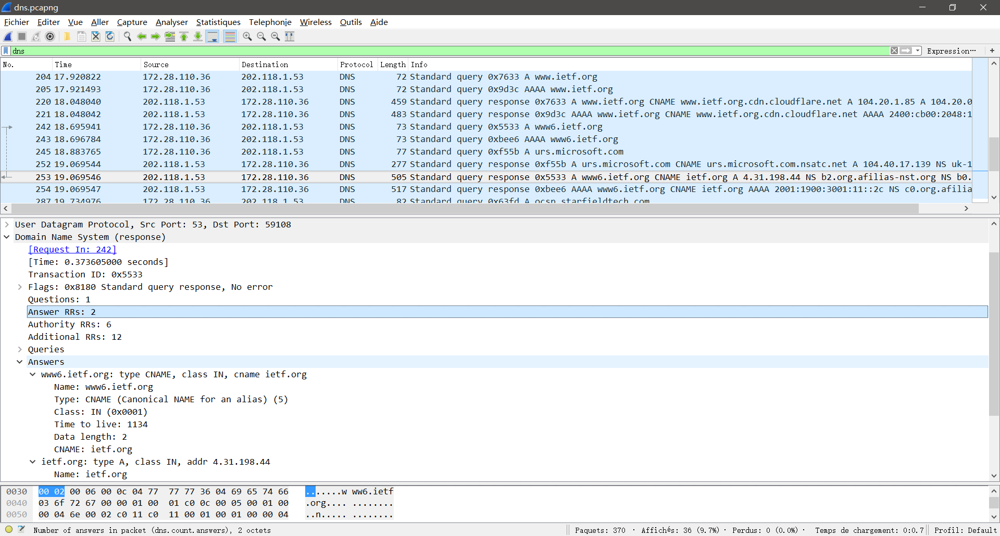 dns.pcapng
Fichier Editer Vue Aller Capture Analyser Statistiques Telephonie Wireless Outils Aide
dns Expression… +
No. Time Source Destination Protocol Length Info
204 17.920822 172.28.110.36 202.118.1.53 DNS 72 Standard query 0x7633 A www.ietf.org
205 17.921493 172.28.110.36 202.118.1.53 DNS 72 Standard query 0x9d3c AAAA www.ietf.org
220 18.048040 202.118.1.53 172.28.110.36 DNS 459 Standard query response 0x7633 A www.ietf.org CNAME www.ietf.org.cdn.cloudflare.net A 104.20.1.85 A 104.20.0
221 18.048042 202.118.1.53 172.28.110.36 DNS 483 Standard query response 0x9d3c AAAA www.ietf.org CNAME www.ietf.org.cdn.cloudflare.net AAAA 2400:cb00:2048:1
242 18.695941 172.28.110.36 202.118.1.53 DNS 73 Standard query 0x5533 A www6.ietf.org
243 18.696784 172.28.110.36 202.118.1.53 DNS 73 Standard query 0xbee6 AAAA www6.ietf.org
245 18.883765 172.28.110.36 202.118.1.53 DNS 77 Standard query 0xf55b A urs.microsoft.com
252 19.069544 202.118.1.53 172.28.110.36 DNS 277 Standard query response 0xf55b A urs.microsoft.com CNAME urs.microsoft.com.nsatc.net A 104.40.17.139 NS uk-1
253 19.069546 202.118.1.53 172.28.110.36 DNS 505 Standard query response 0x5533 A www6.ietf.org CNAME ietf.org A 4.31.198.44 NS b2.org.afilias-nst.org NS b0.
254 19.069547 202.118.1.53 172.28.110.36 DNS 517 Standard query response 0xbee6 AAAA www6.ietf.org CNAME ietf.org AAAA 2001:1900:3001:11::2c NS c0.org.afilia
287 19.734976 172.28.110.36 202.118.1.53 DNS 82 Standard query 0x63fd A ocsp.starfieldtech.com
User Datagram Protocol, Src Port: 53, Dst Port: 59108
Domain Name System (response)
[Request In: 242]
[Time: 0.373605000 seconds]
Transaction ID: 0x5533
Flags: 0x8180 Standard query response, No error
Questions: 1
Answer RRs: 2
Authority RRs: 6
Additional RRs: 12
Queries
Answers
www6.ietf.org: type CNAME, class IN, cname ietf.org
Name: www6.ietf.org
Type: CNAME (Canonical NAME for an alias) (5)
Class: IN (0x0001)
Time to live: 1134
Data length: 2
CNAME: ietf.org
ietf.org: type A, class IN, addr 4.31.198.44
Name: ietf.org
0030 00 02 00 06 00 0c 04 77 77 77 36 04 69 65 74 66 .......w ww6.ietf
0040 03 6f 72 67 00 00 01 00 01 c0 0c 00 05 00 01 00 .org.... ........
0050 00 04 6e 00 02 c0 11 c0 11 00 01 00 01 00 00 04 ..n..... ........
Number of answers in packet (dns.count.answers), 2 octets Paquets: 370 · Affichés: 36 (9.7%) · Perdus: 0 (0.0%) · Temps de chargement: 0:0.7 Profil: Default